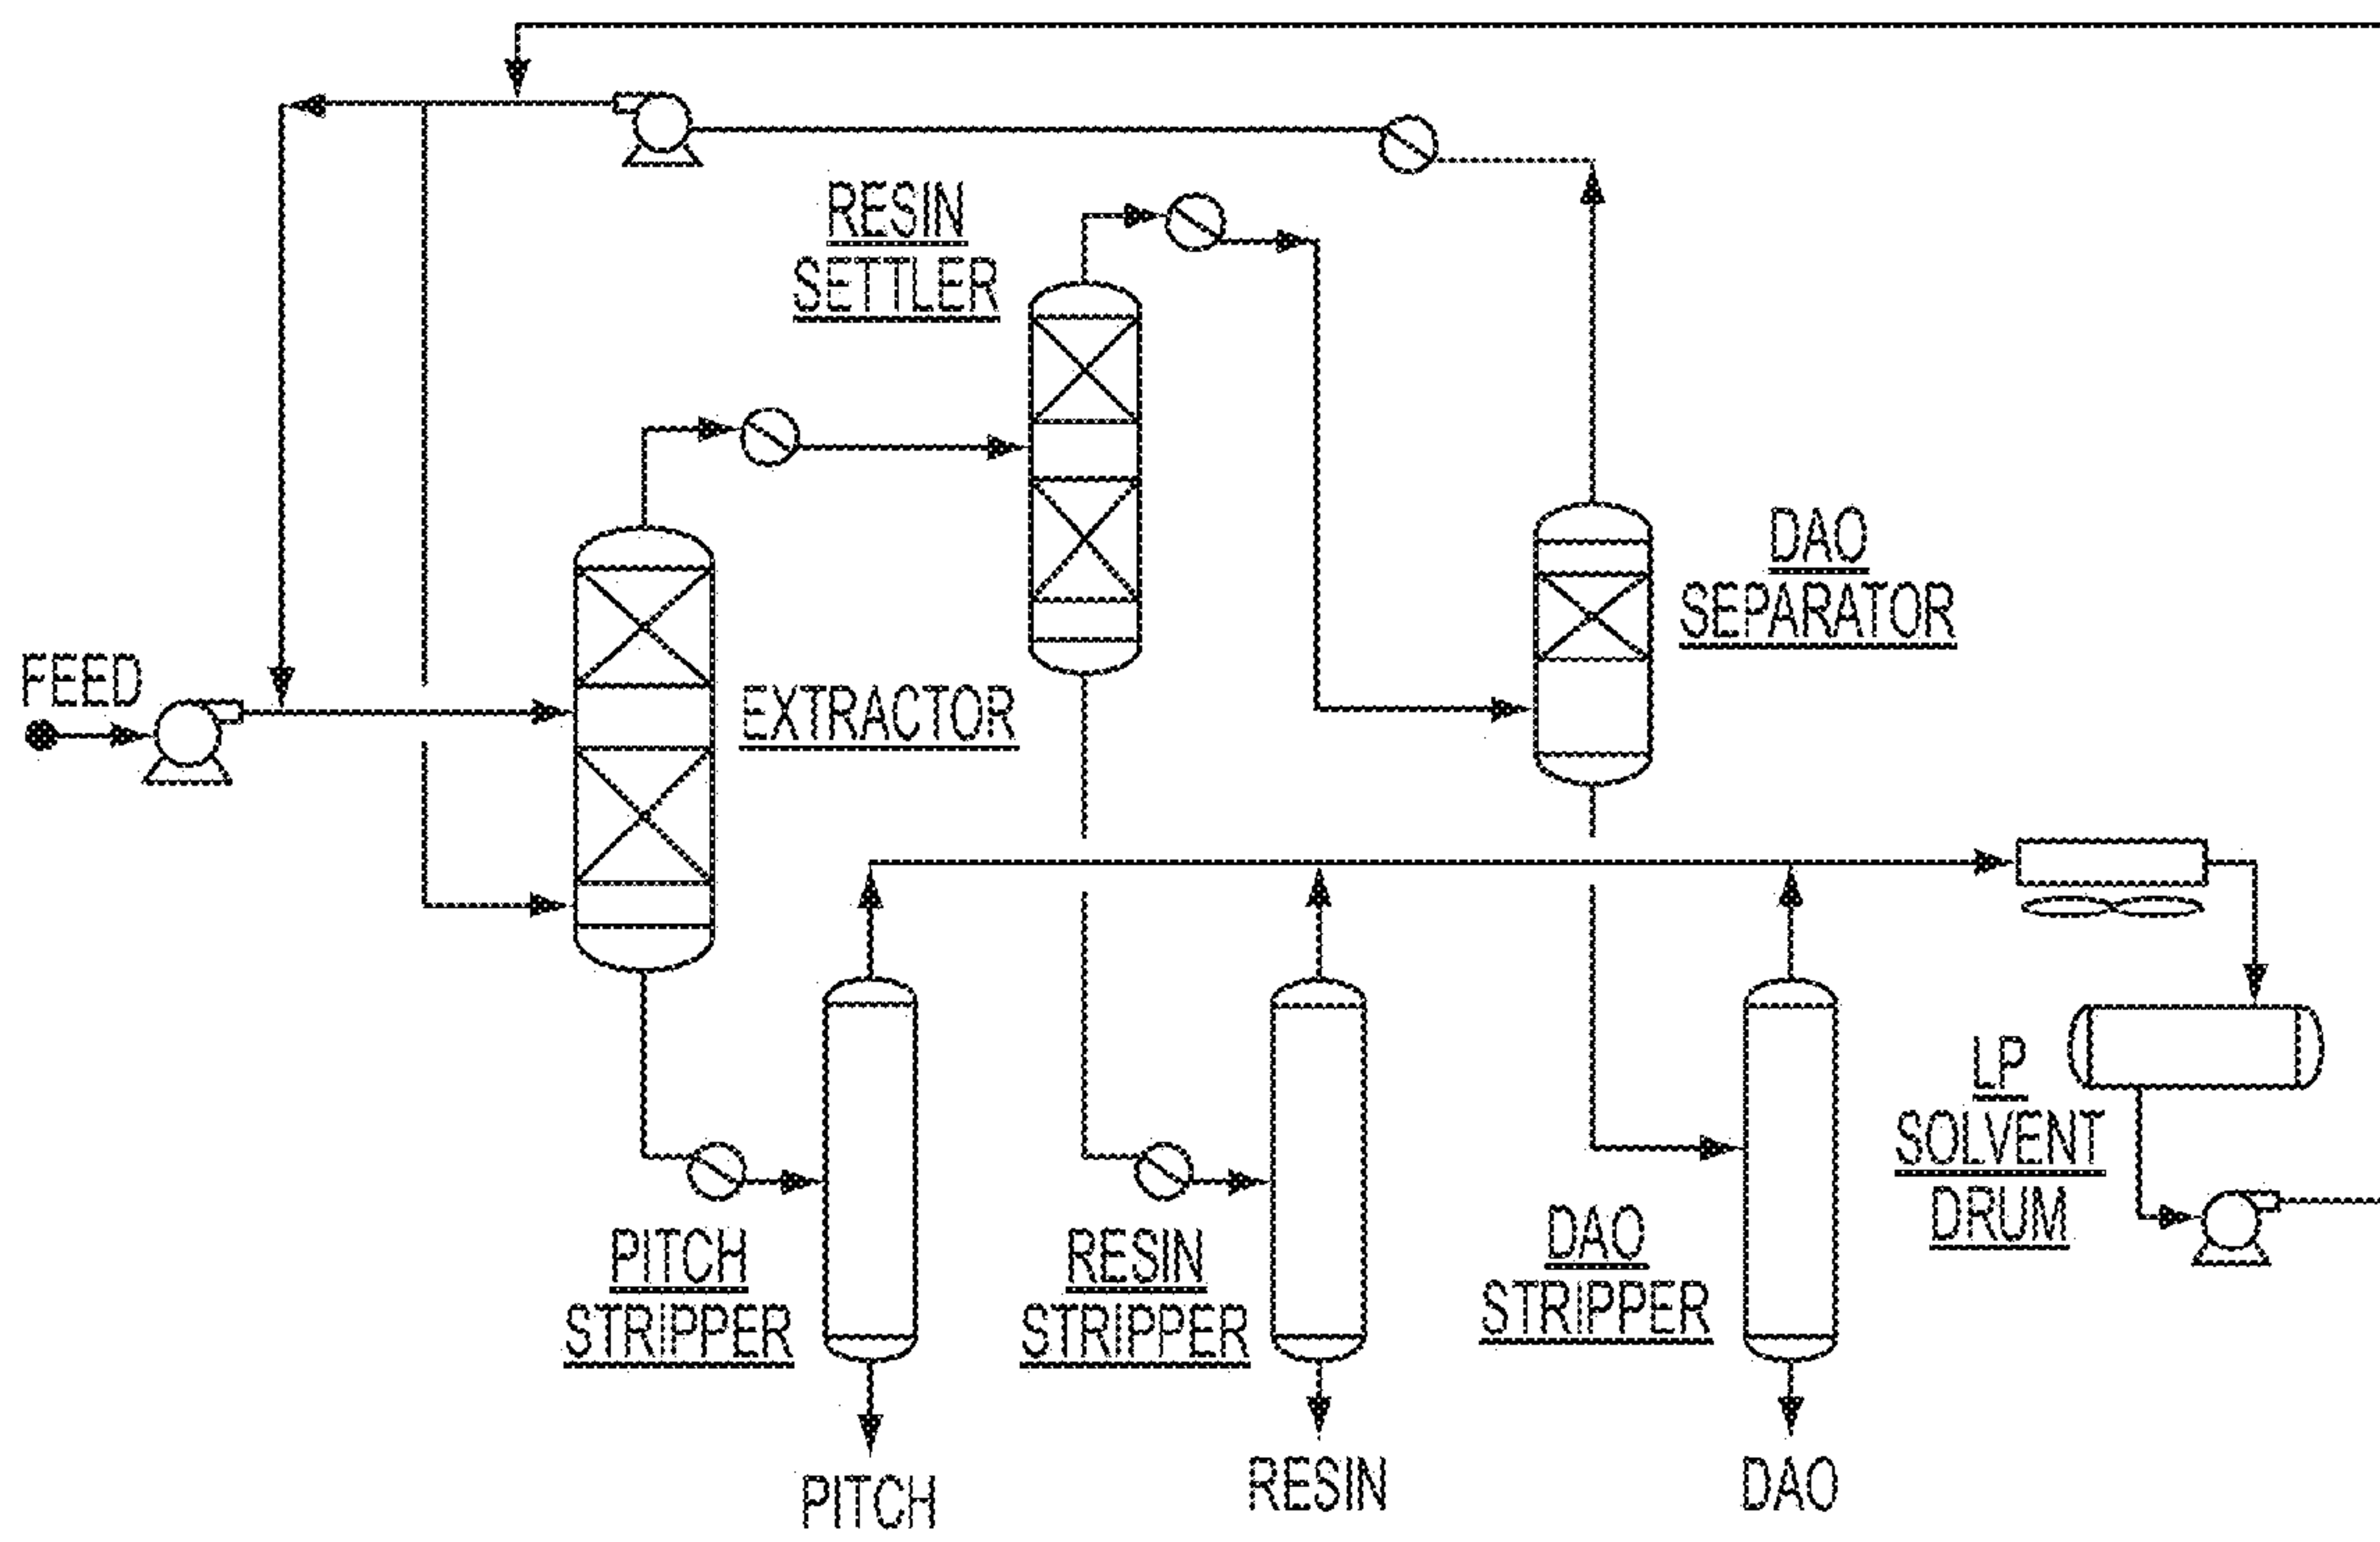 RESIN
SETTLER
DAO
SEPARATOR
FEED
EXTRACTOR
LP
SOLVENT
DRUM
PITCH
STRIPPER
RESIN
STRIPPER
DAO
STRIPPER
PITCH
RESIN
DAO